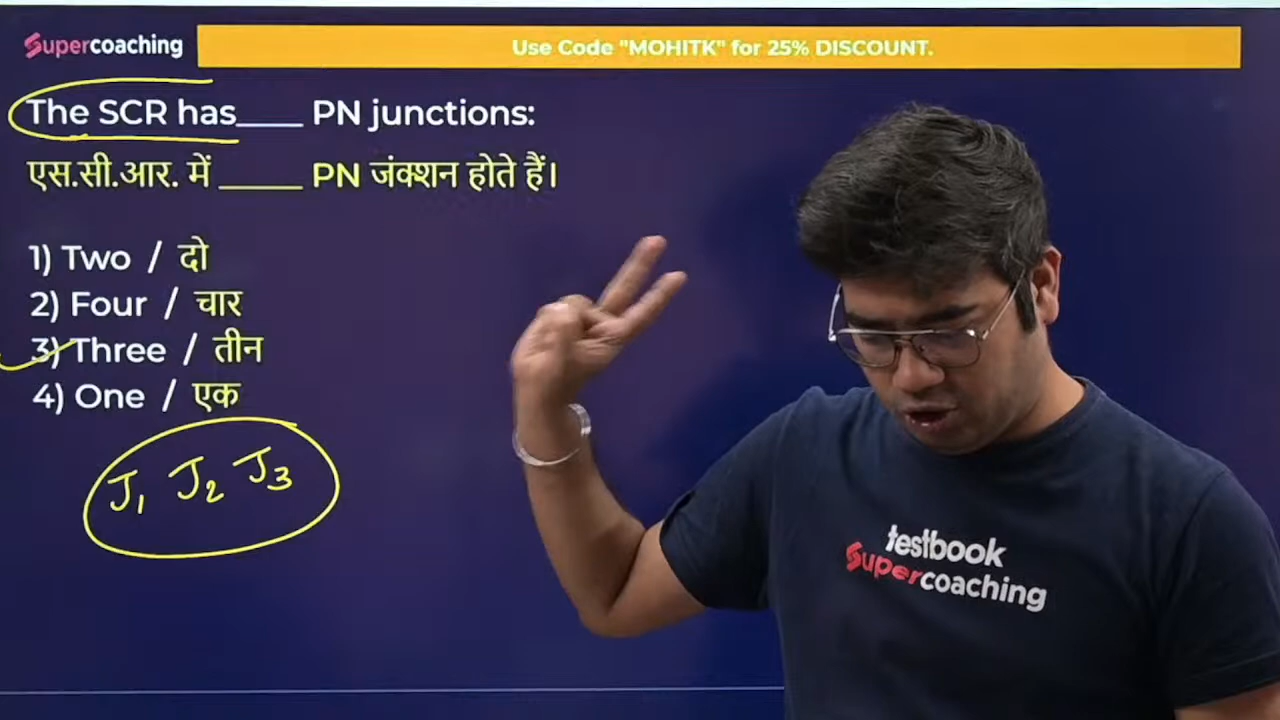 Supercoaching
Use Code "MOHITK" for 25% DISCOUNT.
The SCR has____ PN junctions:
एस.सी.आर. में _____ PN जंक्शन होते हैं।
1) Two / दो
2) Four / चार
3) Three / तीन
4) One / एक
J1 J2 J3
testbook
Supercoaching